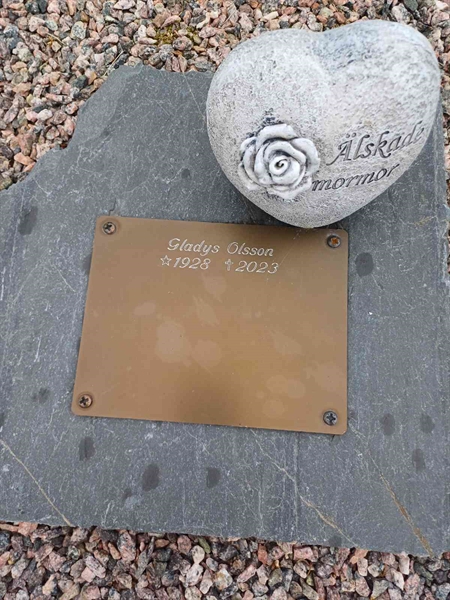 Älskade
mormor
Gladys Olsson
☆1928 †2023